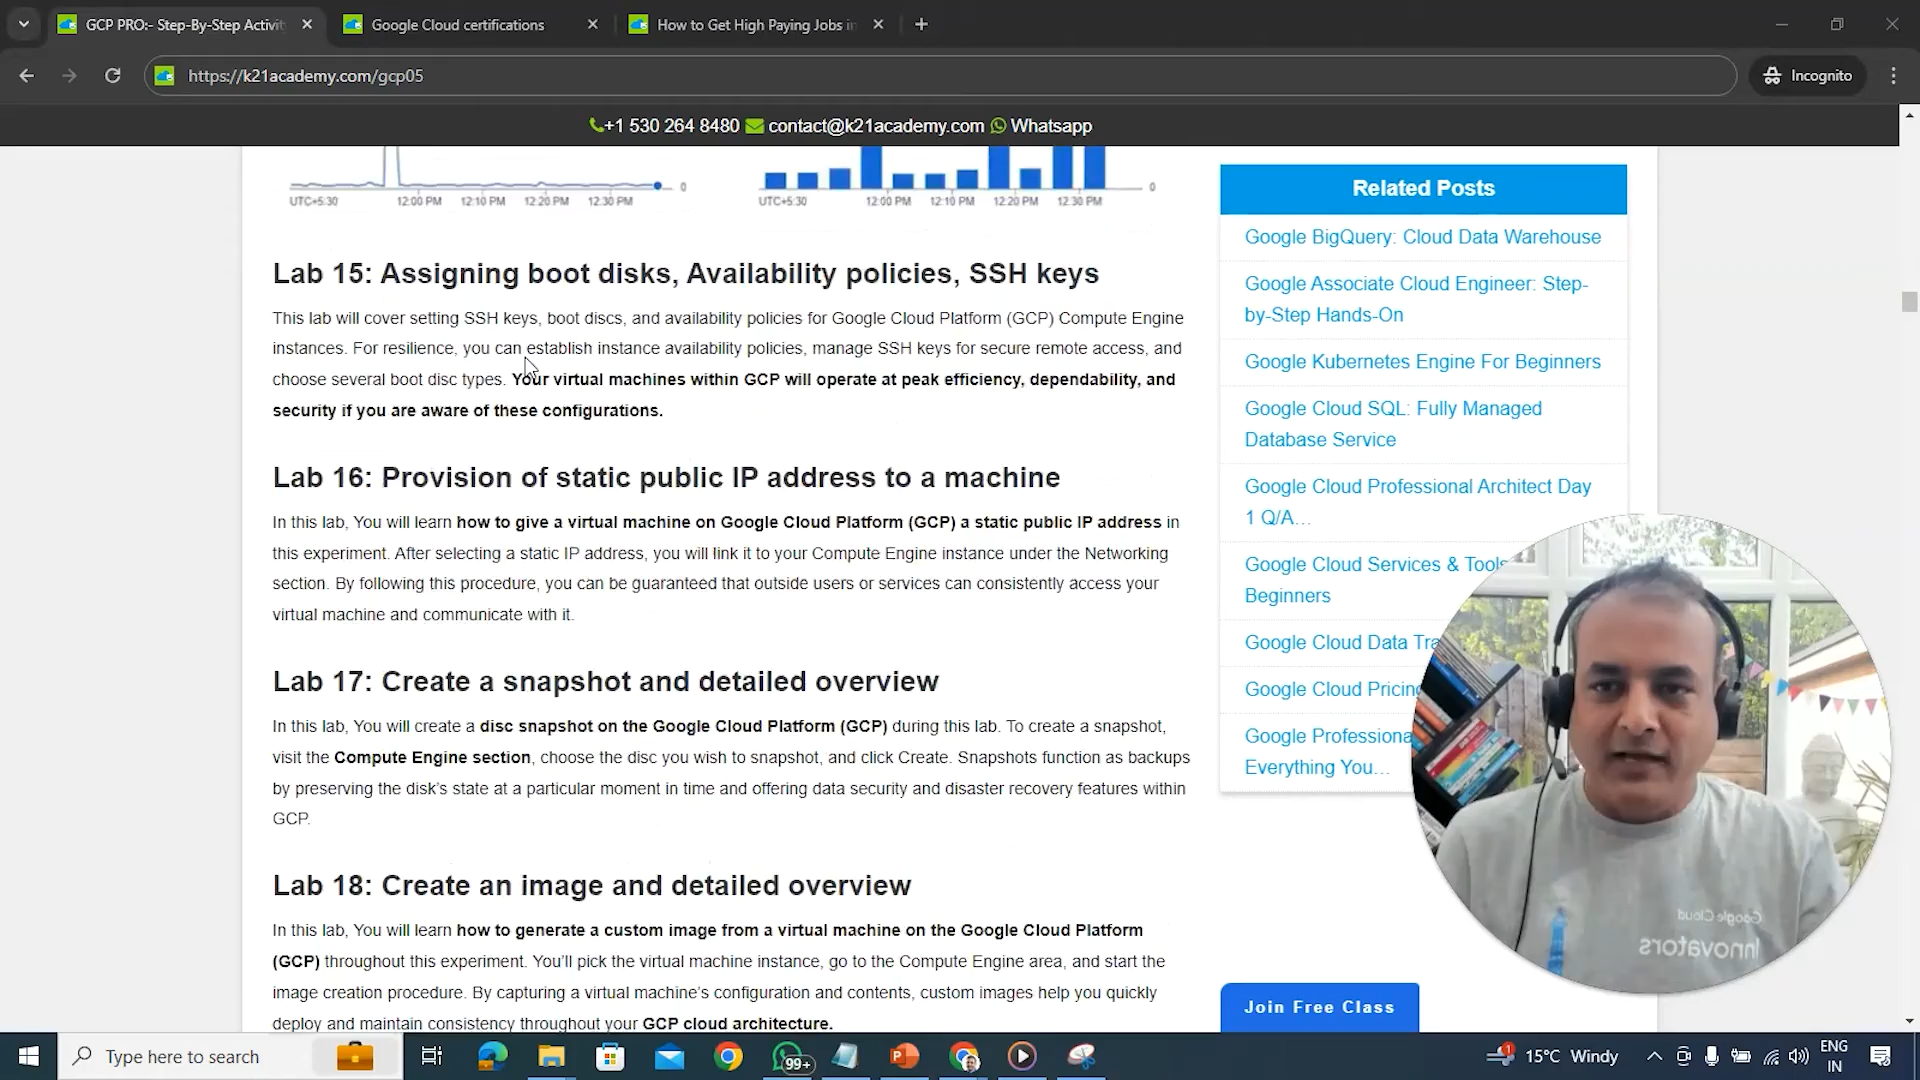 GCP PRO:- Step-By-Step Activit
Google Cloud certifications
How to Get High Paying Jobs in
https://k21academy.com/gcp05
Incognito
+1 530 264 8480 contact@k21academy.com Whatsapp
0
UTC+5:30 12:00 PM 12:10 PM 12:20 PM 12:30 PM
0
UTC+5:30 12:00 PM 12:10 PM 12:20 PM 12:30 PM
Lab 15: Assigning boot disks, Availability policies, SSH keys
This lab will cover setting SSH keys, boot discs, and availability policies for Google Cloud Platform (GCP) Compute Engine
instances. For resilience, you can establish instance availability policies, manage SSH keys for secure remote access, and
choose several boot disc types. Your virtual machines within GCP will operate at peak efficiency, dependability, and
security if you are aware of these configurations.
Lab 16: Provision of static public IP address to a machine
In this lab, You will learn how to give a virtual machine on Google Cloud Platform (GCP) a static public IP address in
this experiment. After selecting a static IP address, you will link it to your Compute Engine instance under the Networking
section. By following this procedure, you can be guaranteed that outside users or services can consistently access your
virtual machine and communicate with it.
Lab 17: Create a snapshot and detailed overview
In this lab, You will create a disc snapshot on the Google Cloud Platform (GCP) during this lab. To create a snapshot,
visit the Compute Engine section, choose the disc you wish to snapshot, and click Create. Snapshots function as backups
by preserving the disk's state at a particular moment in time and offering data security and disaster recovery features within
GCP.
Lab 18: Create an image and detailed overview
In this lab, You will learn how to generate a custom image from a virtual machine on the Google Cloud Platform
(GCP) throughout this experiment. You'll pick the virtual machine instance, go to the Compute Engine area, and start the
image creation procedure. By capturing a virtual machine's configuration and contents, custom images help you quickly
deploy and maintain consistency throughout your GCP cloud architecture.
Related Posts
Google BigQuery: Cloud Data Warehouse
Google Associate Cloud Engineer: Step-
by-Step Hands-On
Google Kubernetes Engine For Beginners
Google Cloud SQL: Fully Managed
Database Service
Google Cloud Professional Architect Day
1 Q/A...
Google Cloud Services & Tools
Beginners
Google Cloud Data Tra
Google Cloud Pricing
Google Professiona
Everything You...
Google Cloud
Innovators
Join Free Class
Type here to search
99+
1
15°C Windy
ENG
IN